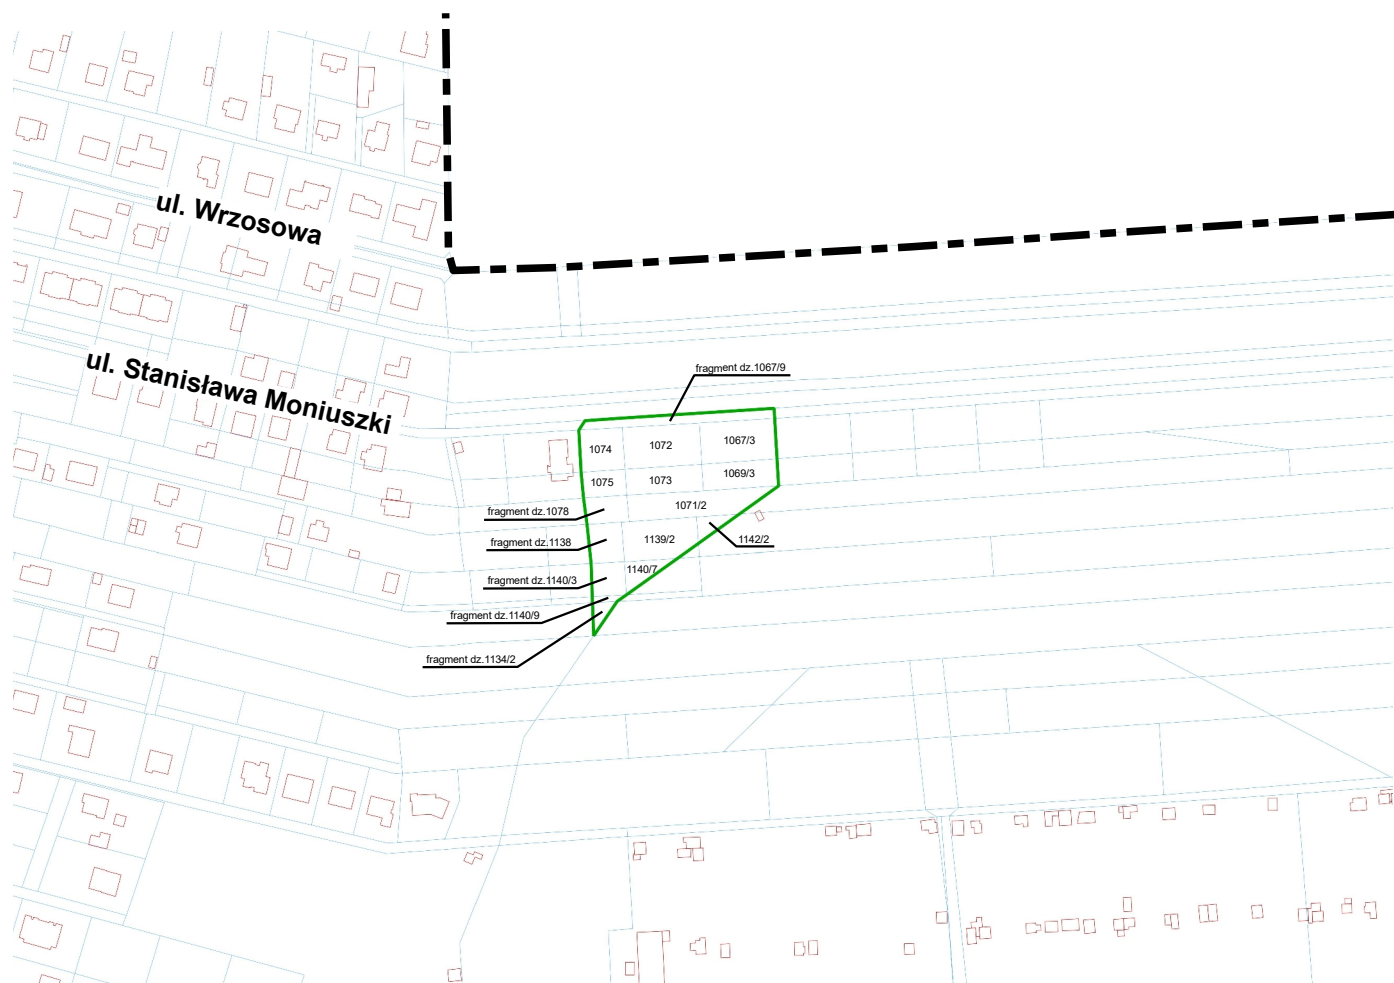 ul. Wrzosowa
ul. Stanisława Moniuszki
fragment dz.1067/9
1074
1072
1067/3
1075
1073
1069/3
1071/2
fragment dz.1078
fragment dz.1138
1139/2
1142/2
1140/7
fragment dz.1140/3
fragment dz.1140/9
fragment dz.1134/2